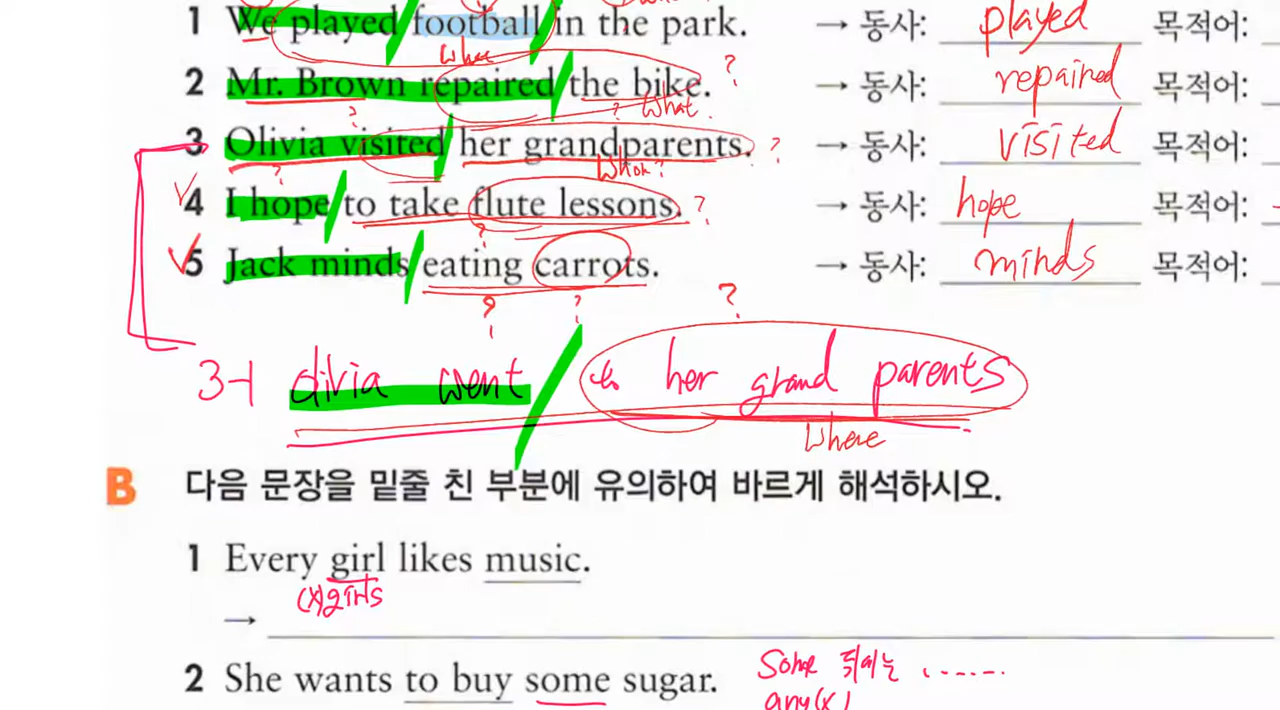 1 We played football in the park. → 동사: played 목적어:
What
2 Mr. Brown repaired the bike. ? → 동사: repaired 목적어:
? ? What
3 Olivia visited her grandparents. ? → 동사: visited 목적어:
?
4 I hope to take flute lessons. ? → 동사: hope 목적어:
?
5 Jack minds eating carrots. → 동사: minds 목적어:
? ? ?
3-1 Olivia went to her grand parents
Where
B 다음 문장을 밑줄 친 부분에 유의하여 바르게 해석하시오.
1 Every girl likes music.
(x)girls
→
2 She wants to buy some sugar. Some
any(x)